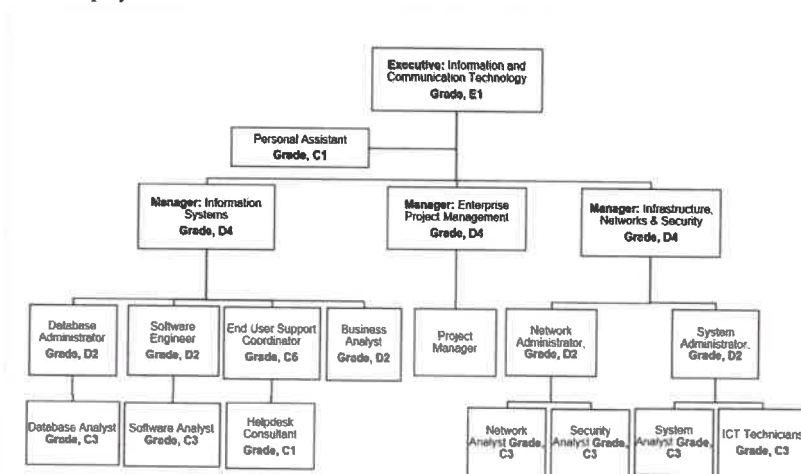 Executive: Information and
Communication Technology
Grade, E1
Personal Assistant
Grade, C1
Manager: Information
Systems
Grade, D4
Manager: Enterprise
Project Management
Grade, D4
Manager: Infrastructure,
Networks & Security
Grade, D4
Database
Administrator
Grade, D2
Software
Engineer
Grade, D2
End User Support
Coordinator
Grade, C5
Business
Analyst
Grade, D2
Project
Manager
Network
Administrator,
Grade, D2
System
Administrator.
Grade, D2
Database Analyst
Grade, C3
Software Analyst
Grade, C3
Helpdesk
Consultant
Grade, C1
Network
Analyst Grade,
C3
Security
Analyst Grade,
C3
System
Analyst Grade,
C3
ICT Technicians
Grade, C3